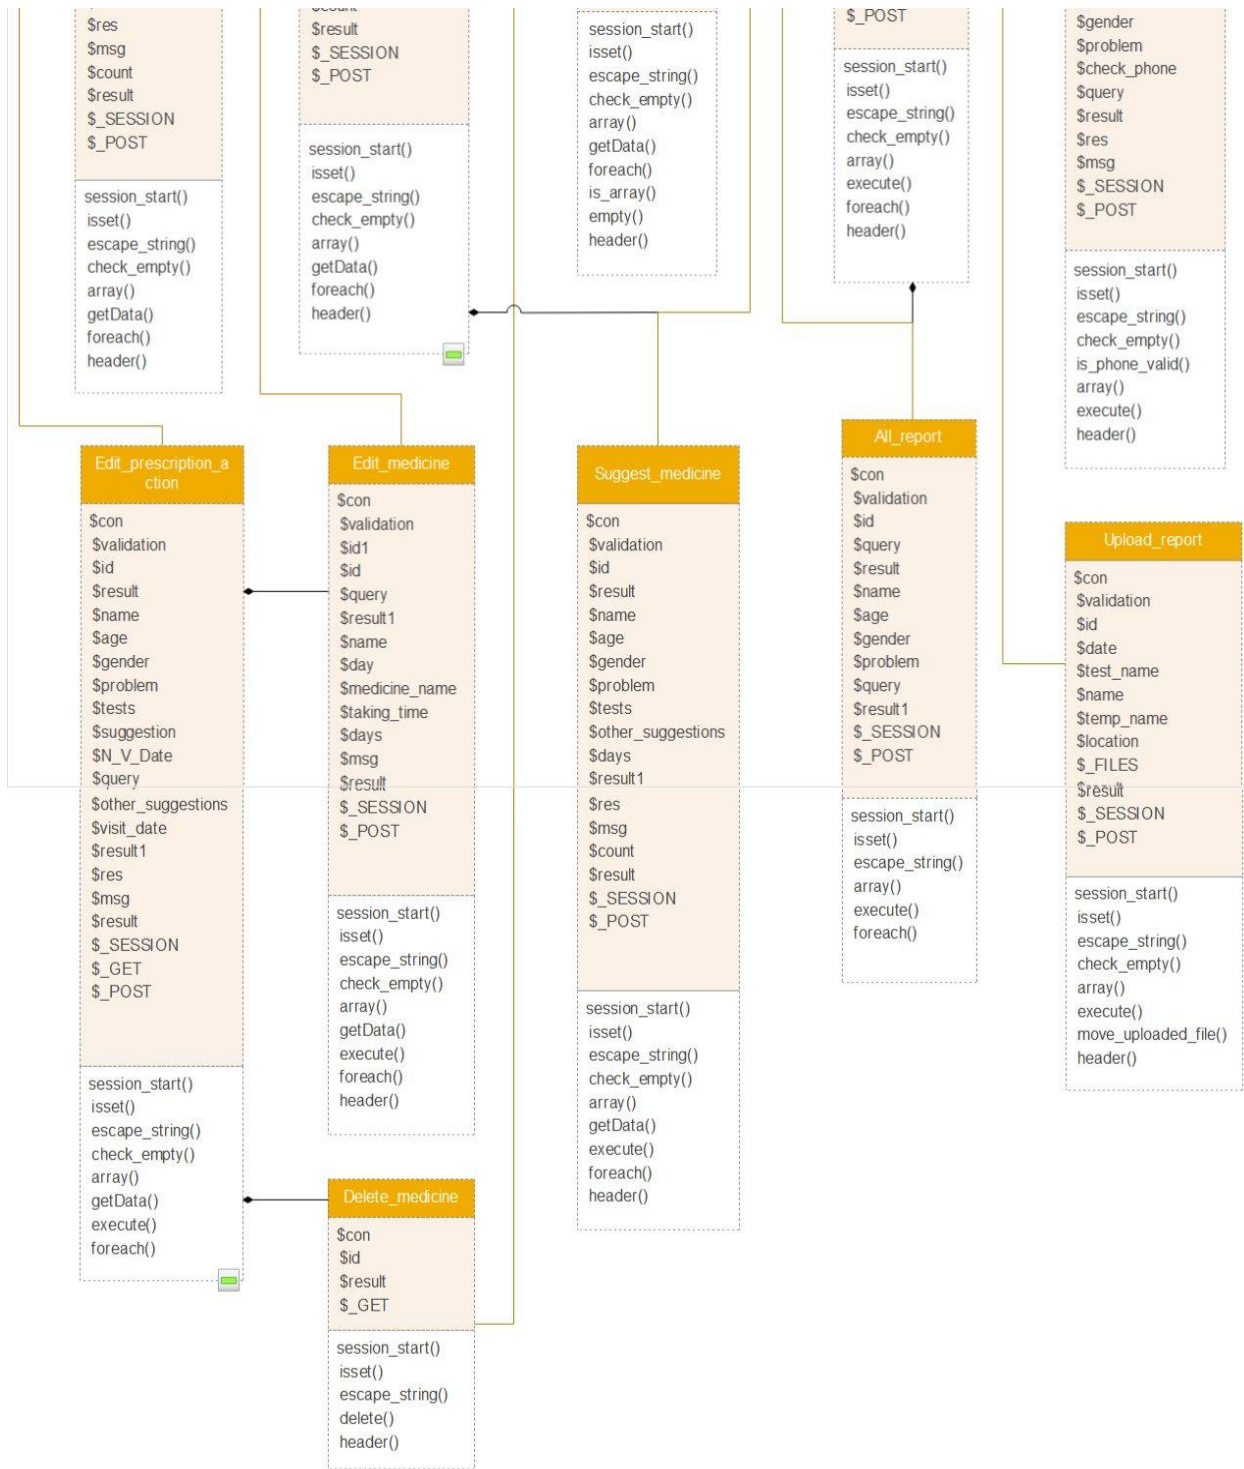 $res
$msg
$count
$result
$_SESSION
$_POST
session_start()
isset()
escape_string()
check_empty()
array()
getData()
foreach()
header()
$result
$_SESSION
$_POST
session_start()
isset()
escape_string()
check_empty()
array()
getData()
foreach()
header()
session_start()
isset()
escape_string()
check_empty()
array()
getData()
foreach()
is_array()
empty()
header()
$_POST
session_start()
isset()
escape_string()
check_empty()
array()
execute()
foreach()
header()
$gender
$problem
$check_phone
$query
$result
$res
$msg
$_SESSION
$_POST
session_start()
isset()
escape_string()
check_empty()
is_phone_valid()
array()
execute()
header()
Edit_prescription_a
ction
$con
$validation
$id
$result
$name
$age
$gender
$problem
$tests
$suggestion
$N_V_Date
$query
$other_suggestions
$visit_date
$result1
$res
$msg
$result
$_SESSION
$_GET
$_POST
session_start()
isset()
escape_string()
check_empty()
array()
getData()
execute()
foreach()
Edit_medicine
$con
$validation
$id1
$id
$query
$result1
$name
$day
$medicine_name
$taking_time
$days
$msg
$result
$_SESSION
$_POST
session_start()
isset()
escape_string()
check_empty()
array()
getData()
execute()
foreach()
header()
Delete_medicine
$con
$id
$result
$_GET
session_start()
isset()
escape_string()
delete()
header()
Suggest_medicine
$con
$validation
$id
$result
$name
$age
$gender
$problem
$tests
$other_suggestions
$days
$result1
$res
$msg
$count
$result
$_SESSION
$_POST
session_start()
isset()
escape_string()
check_empty()
array()
getData()
execute()
foreach()
header()
All_report
$con
$validation
$id
$query
$result
$name
$age
$gender
$problem
$query
$result1
$_SESSION
$_POST
session_start()
isset()
escape_string()
array()
execute()
foreach()
Upload_report
$con
$validation
$id
$date
$test_name
$name
$temp_name
$location
$_FILES
$result
$_SESSION
$_POST
session_start()
isset()
escape_string()
check_empty()
array()
execute()
move_uploaded_file()
header()